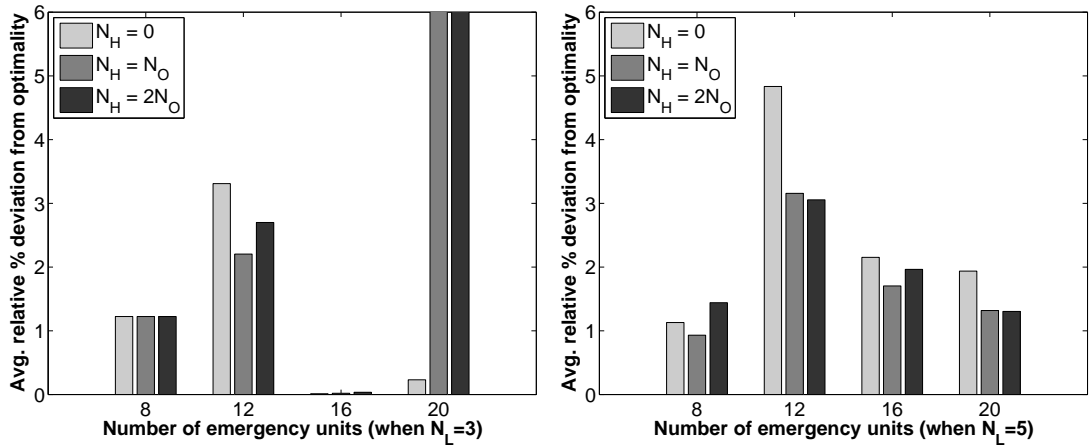 Avg. relative % deviation from optimality
6
5
4
3
2
1
0
N_H = 0
N_H = N_O
N_H = 2N_O
8 12 16 20
Number of emergency units (when N_L=3)
Avg. relative % deviation from optimality
6
5
4
3
2
1
0
N_H = 0
N_H = N_O
N_H = 2N_O
8 12 16 20
Number of emergency units (when N_L=5)